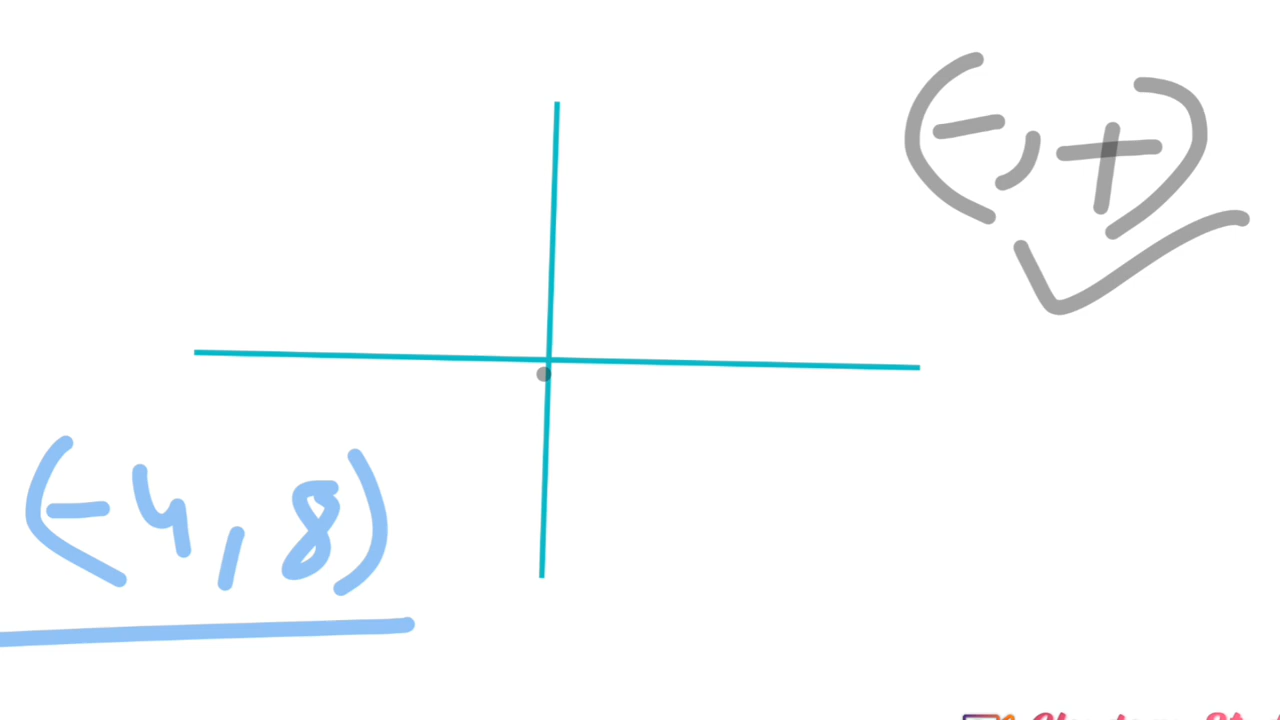 (-, +)
(-4, 8)